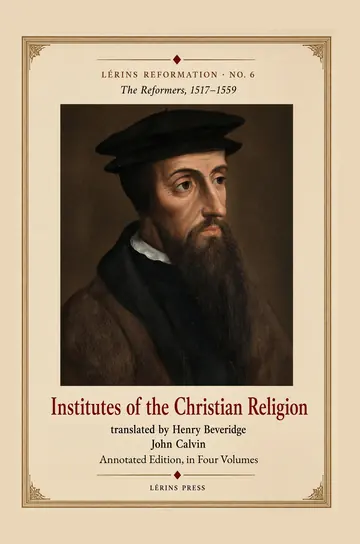 LÉRINS REFORMATION · NO. 6
The Reformers, 1517–1559
Institutes of the Christian Religion
translated by Henry Beveridge
John Calvin
Annotated Edition, in Four Volumes
LÉRINS PRESS